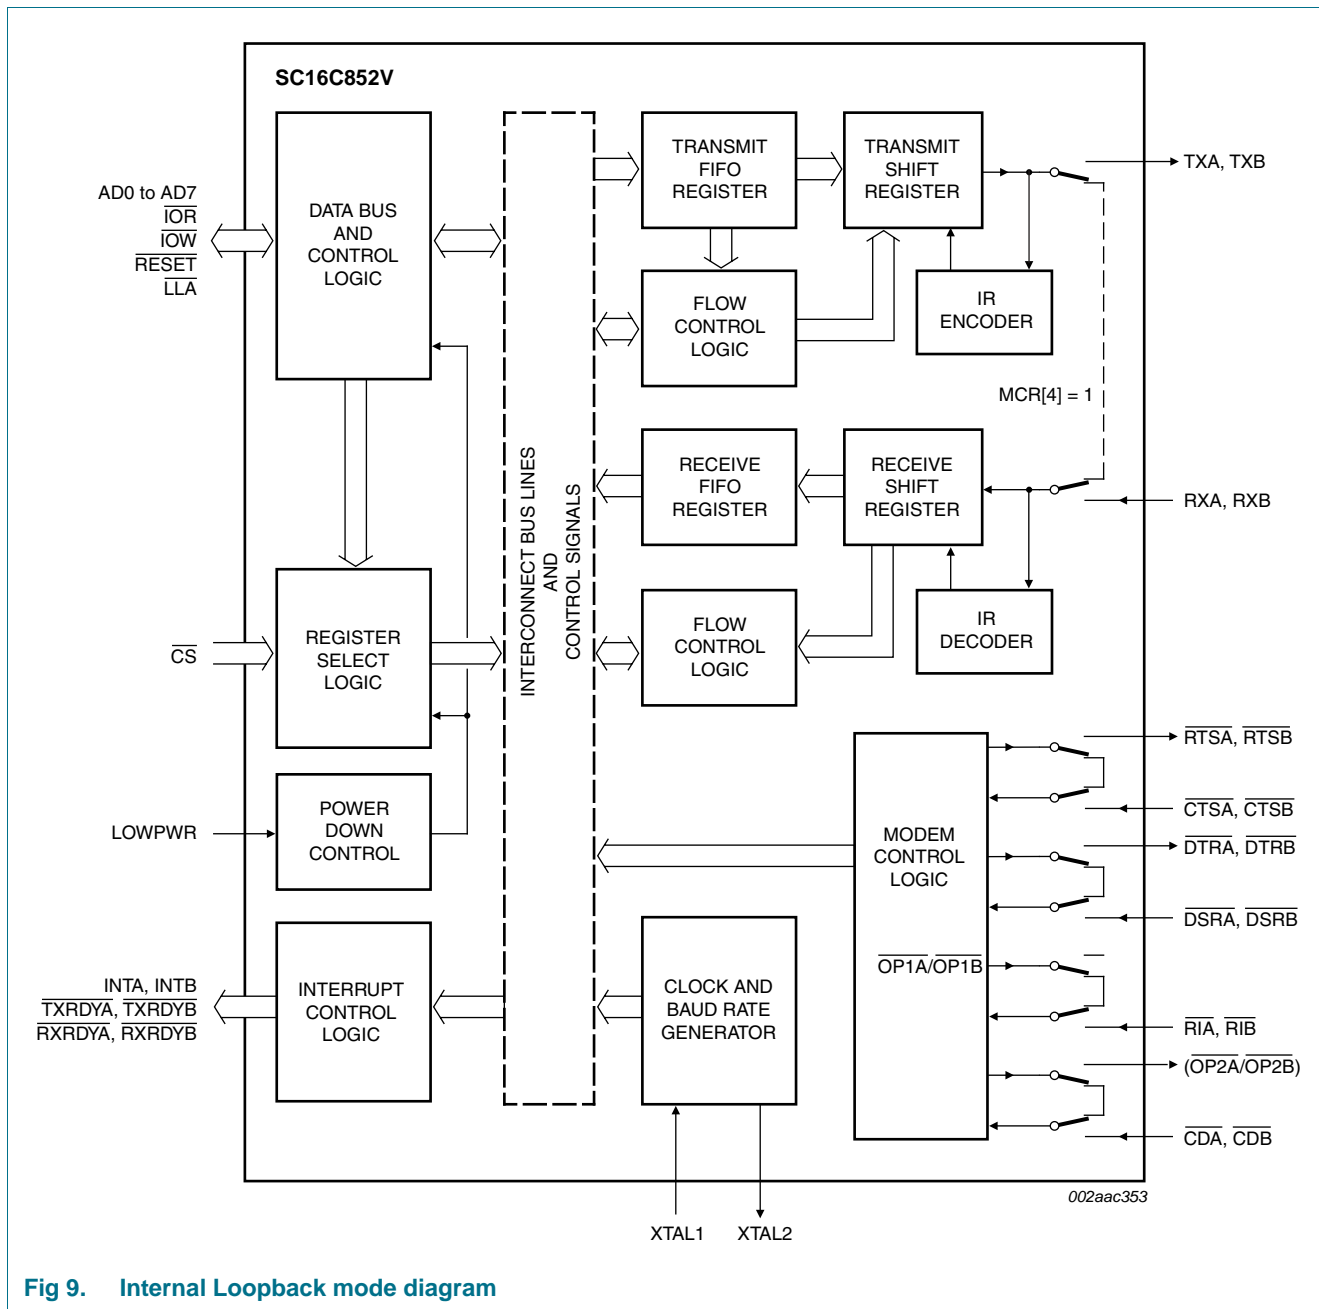 SC16C852V
AD0 to AD7
IOR
IOW
RESET
LLA
DATA BUS
AND
CONTROL
LOGIC
TRANSMIT
FIFO
REGISTER
TRANSMIT
SHIFT
REGISTER
TXA, TXB
FLOW
CONTROL
LOGIC
IR
ENCODER
MCR[4] = 1
INTERCONNECT BUS LINES
AND
CONTROL SIGNALS
RECEIVE
FIFO
REGISTER
RECEIVE
SHIFT
REGISTER
RXA, RXB
FLOW
CONTROL
LOGIC
IR
DECODER
CS
REGISTER
SELECT
LOGIC
LOWPWR
POWER
DOWN
CONTROL
MODEM
CONTROL
LOGIC
RTSA, RTSB
CTSA, CTSB
DTRA, DTRB
DSRA, DSRB
OP1A/OP1B
RIA, RIB
(OP2A/OP2B)
CDA, CDB
INTA, INTB
TXRDYA, TXRDYB
RXRDYA, RXRDYB
INTERRUPT
CONTROL
LOGIC
CLOCK AND
BAUD RATE
GENERATOR
XTAL1
XTAL2
002aac353
Fig 9. Internal Loopback mode diagram